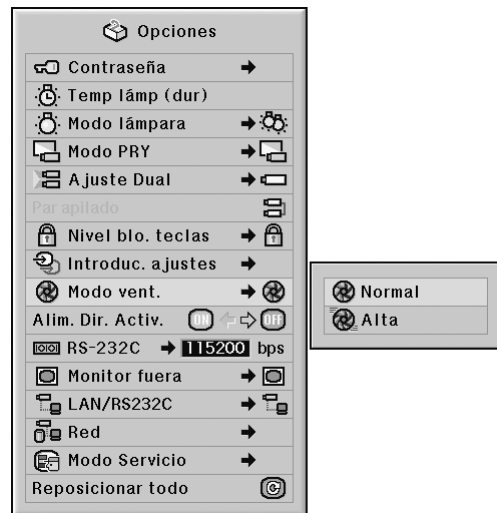 Opciones
Contraseña
Temp lámp (dur)
Modo lámpara
Modo PRY
Ajuste Dual
Par apilado
Nivel blo. teclas
Introduc. ajustes
Modo vent.
Normal
Alta
Alim. Dir. Activ. ON OFF
RS-232C 115200 bps
Monitor fuera
LAN/RS232C
Red
Modo Servicio
Reposicionar todo